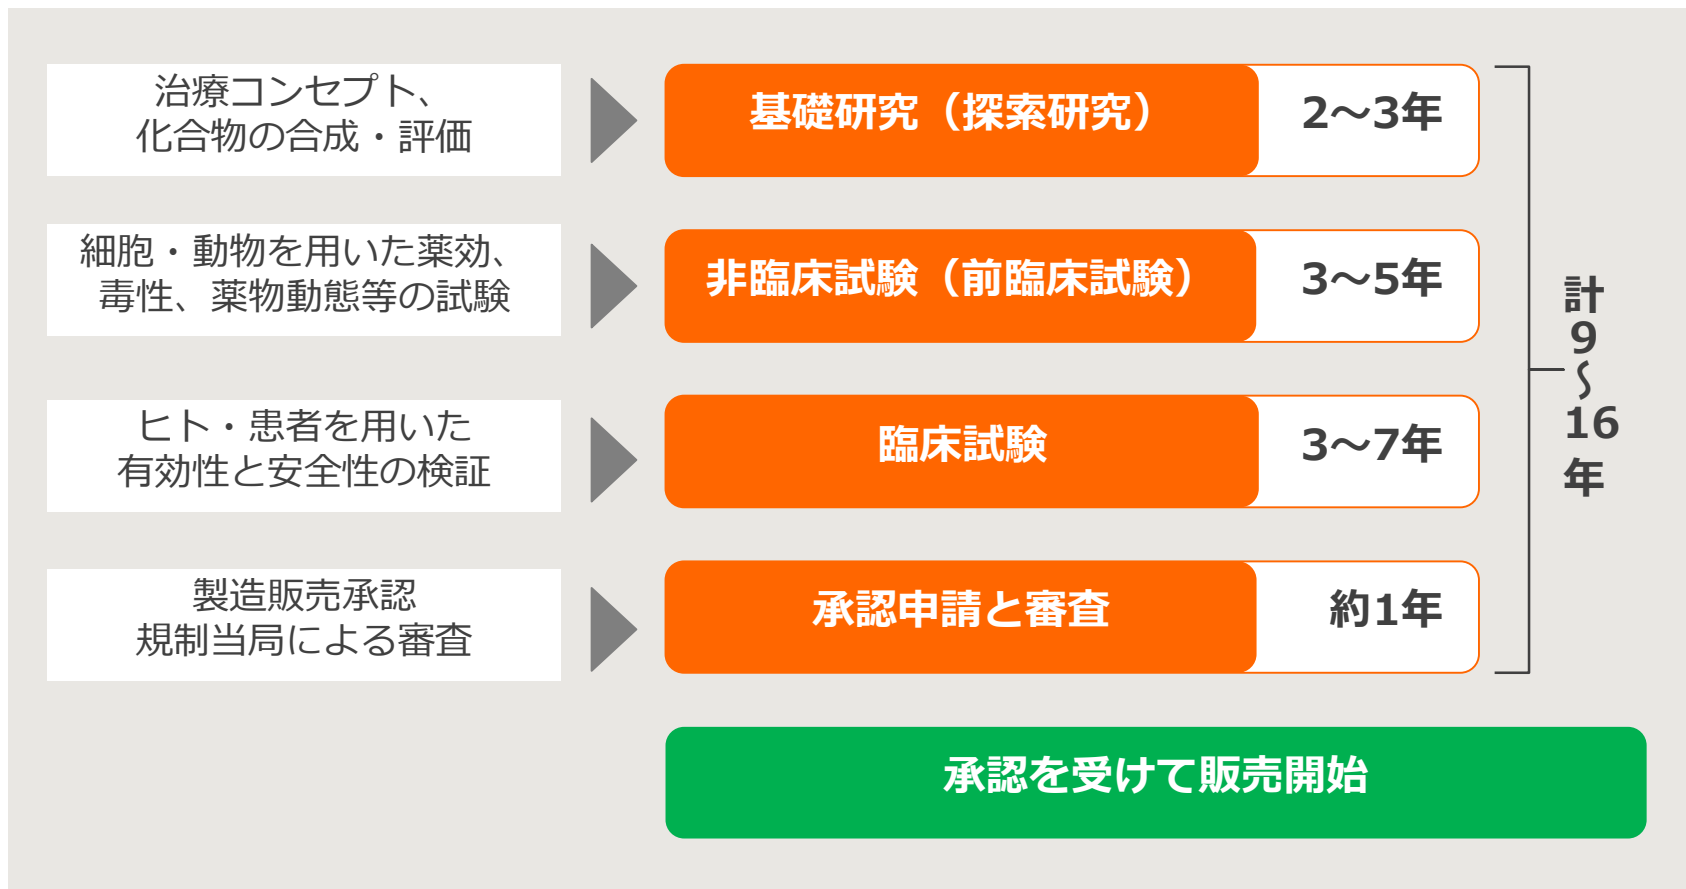 治療コンセプト、
化合物の合成・評価
基礎研究（探索研究）
2～3年
細胞・動物を用いた薬効、
毒性、薬物動態等の試験
非臨床試験（前臨床試験）
3～5年
ヒト・患者を用いた
有効性と安全性の検証
臨床試験
3～7年
製造販売承認
規制当局による審査
承認申請と審査
約1年
計9～16年
承認を受けて販売開始